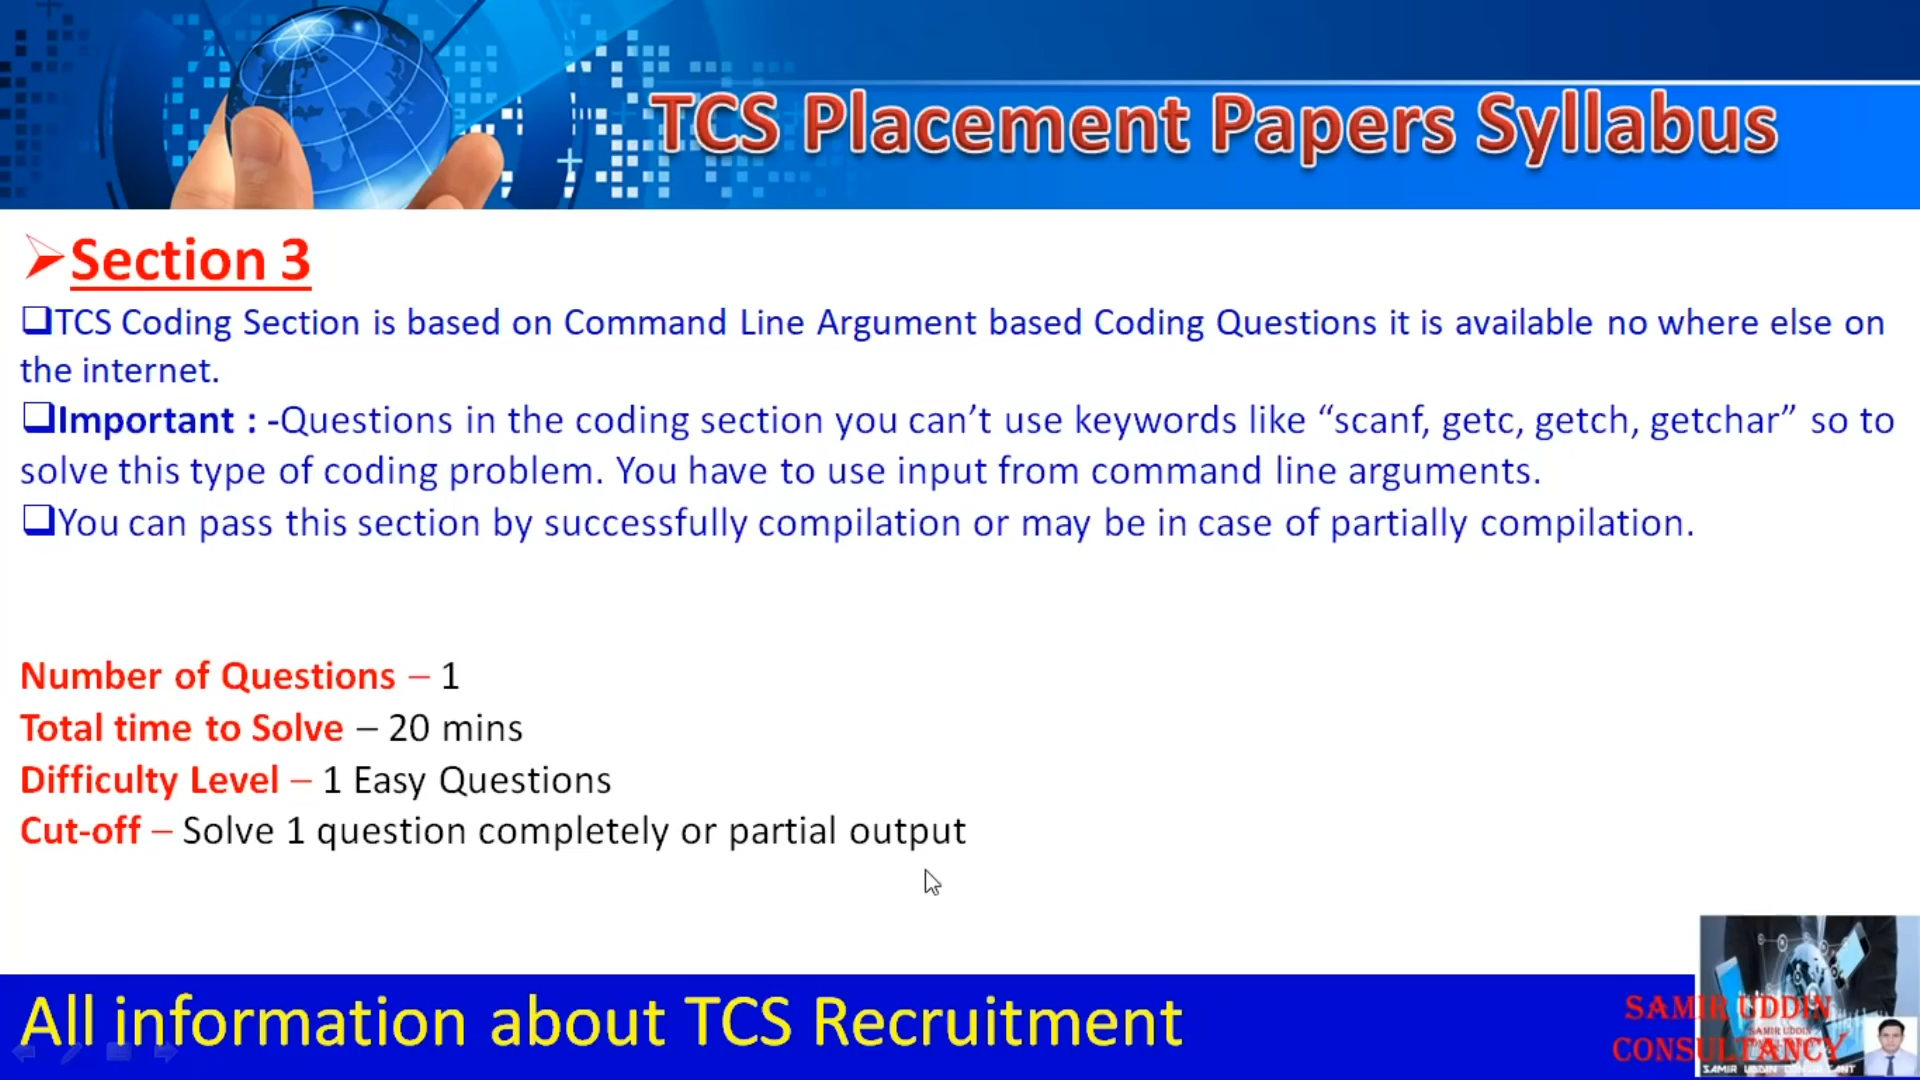 TCS Placement Papers Syllabus
Section 3
TCS Coding Section is based on Command Line Argument based Coding Questions it is available no where else on
the internet.
Important : -Questions in the coding section you can’t use keywords like “scanf, getc, getch, getchar” so to
solve this type of coding problem. You have to use input from command line arguments.
You can pass this section by successfully compilation or may be in case of partially compilation.
Number of Questions – 1
Total time to Solve – 20 mins
Difficulty Level – 1 Easy Questions
Cut-off – Solve 1 question completely or partial output
All information about TCS Recruitment
SAMIR UDDIN
SAMIR UDDIN
CONSULTANCY
SAMIR UDDIN CONSULTANT